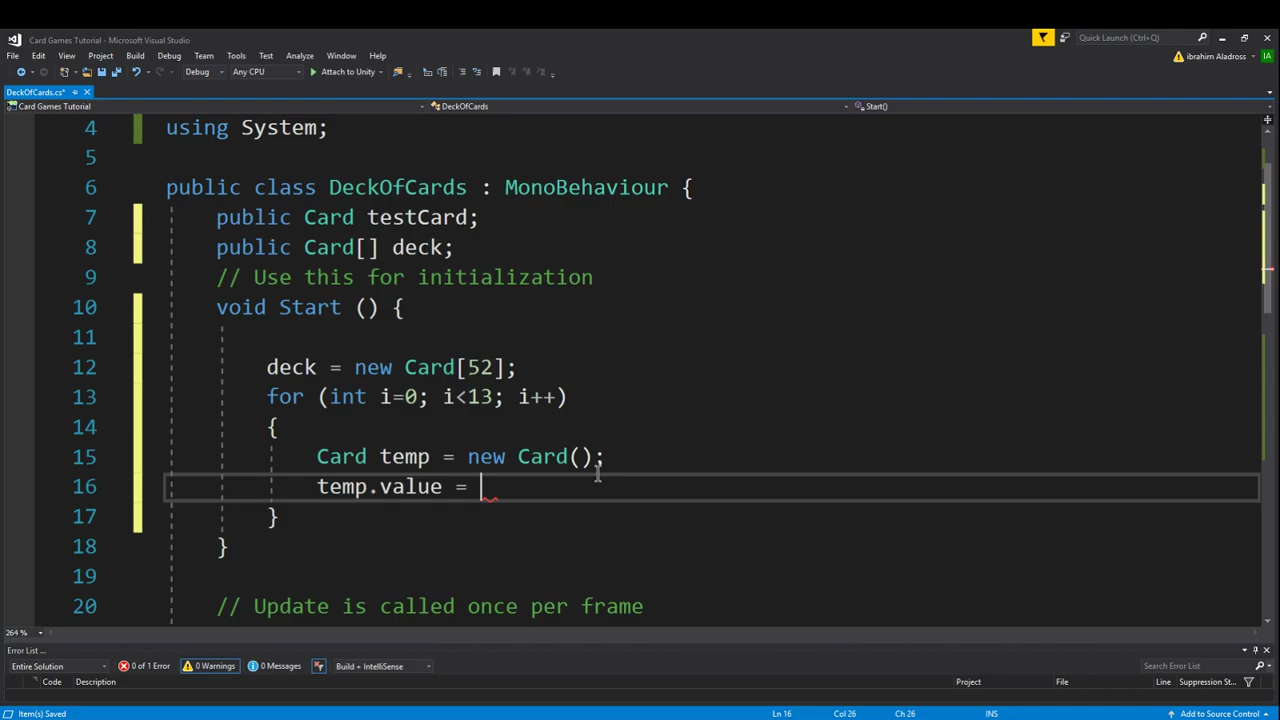 Card Games Tutorial - Microsoft Visual Studio
Quick Launch (Ctrl+Q)
File Edit View Project Build Debug Team Tools Test Analyze Window Help
ibrahim Aladross IA
Debug Any CPU Attach to Unity
DeckOfCards.cs*
Card Games Tutorial DeckOfCards Start()
4 using System;
5
6 public class DeckOfCards : MonoBehaviour {
7 public Card testCard;
8 public Card[] deck;
9 // Use this for initialization
10 void Start () {
11
12 deck = new Card[52];
13 for (int i=0; i<13; i++)
14 {
15 Card temp = new Card();
16 temp.value =
17 }
18 }
19
20 // Update is called once per frame
264 %
Error List ...
Entire Solution 0 of 1 Error 0 Warnings 0 Messages Build + IntelliSense Search Error List
Code Description Project File Line Suppression St...
Item(s) Saved Ln 16 Col 26 Ch 26 INS Add to Source Control